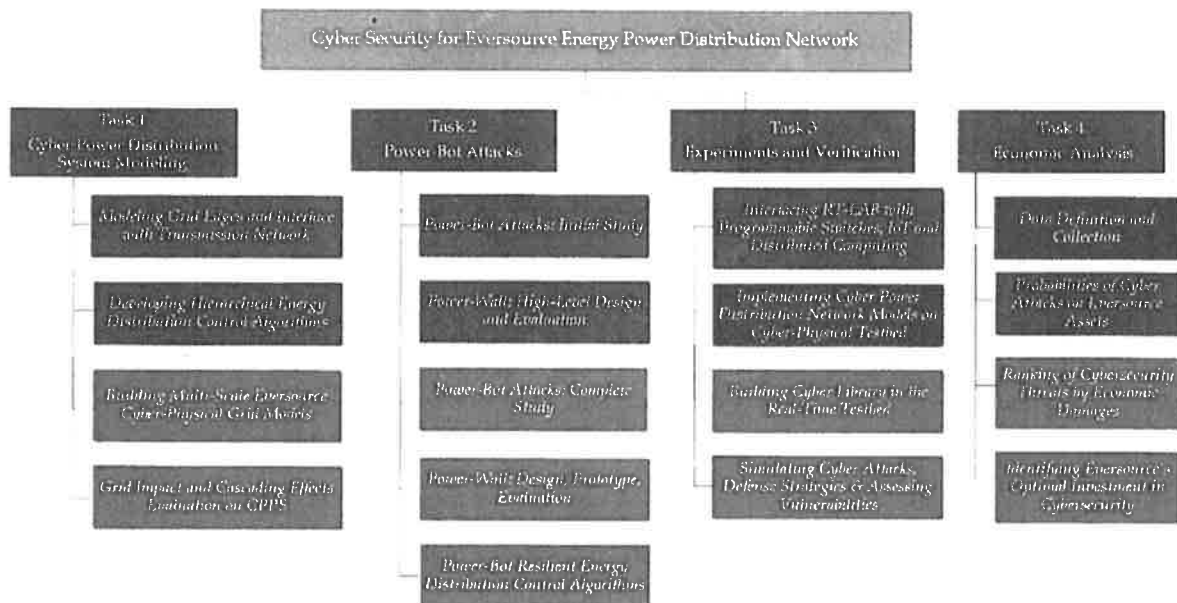 Cyber Security for Eversource Energy Power Distribution Network
Task 1
Cyber Power Distribution
System Modeling
Modeling Grid Edges and Interface
with Transmission Network
Developing Hierarchical Energy
Distribution Control Algorithms
Building Multi-Scale Eversource
Cyber-Physical Grid Models
Grid Impact and Cascading Effects
Evaluation on CPPS
Task 2
Power-Bot Attacks
Power-Bot Attacks: Initial Study
Power-Wall: High-Level Design
and Evaluation
Power-Bot Attacks: Complete
Study
Power-Wall: Design, Prototype,
Evaluation
Power-Bot Resilient Energy
Distribution Control Algorithms
Task 3
Experiments and Verification
Interfacing RT-LAB with
Programmable Switches, IoT and
Distributed Computing
Implementing Cyber Power
Distribution Network Models on
Cyber-Physical Testbed
Building Cyber Library in the
Real-Time Testbed
Simulating Cyber Attacks,
Defense Strategies & Assessing
Vulnerabilities
Task 4
Economic Analysis
Data Definition and
Collection
Probabilities of Cyber
Attacks on Eversource
Assets
Ranking of Cybersecurity
Threats by Economic
Damages
Identifying Eversource's
Optimal Investment in
Cybersecurity